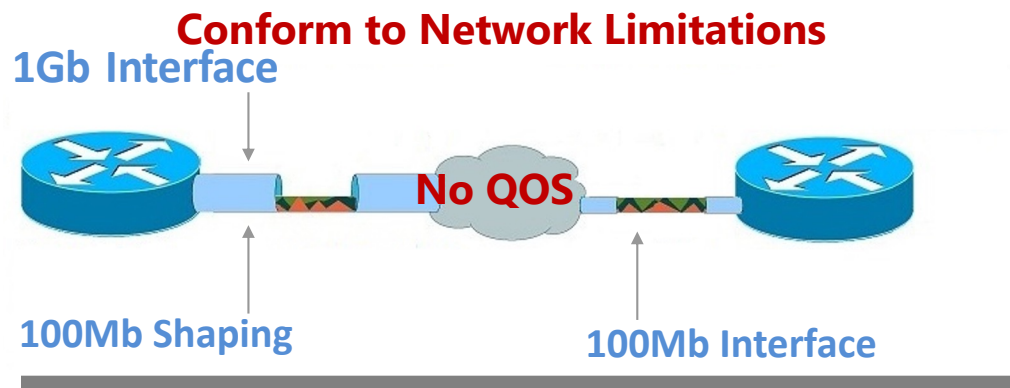 Conform to Network Limitations
1Gb Interface
No QOS
100Mb Shaping
100Mb Interface